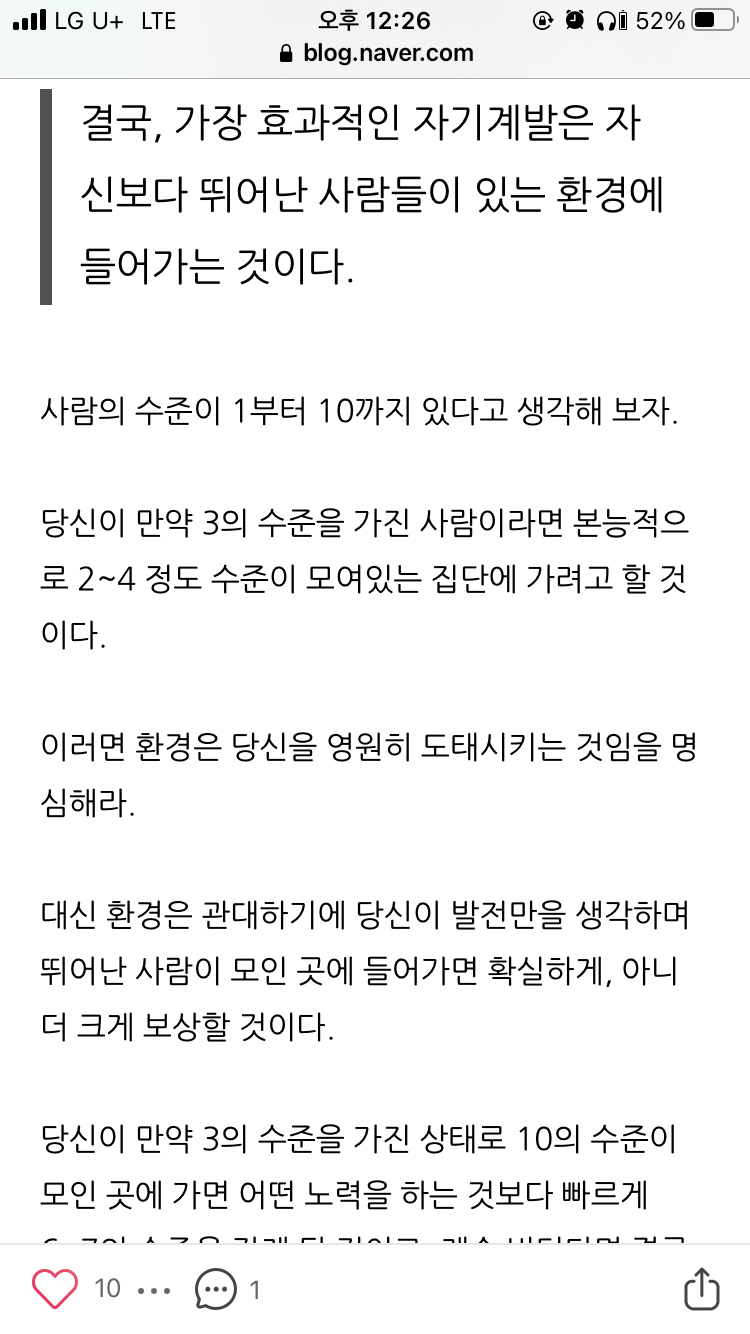 LG U+ LTE 오후 12:26 52%
blog.naver.com
결국, 가장 효과적인 자기계발은 자
신보다 뛰어난 사람들이 있는 환경에
들어가는 것이다.
사람의 수준이 1부터 10까지 있다고 생각해 보자.
당신이 만약 3의 수준을 가진 사람이라면 본능적으
로 2~4 정도 수준이 모여있는 집단에 가려고 할 것
이다.
이러면 환경은 당신을 영원히 도태시키는 것임을 명
심해라.
대신 환경은 관대하기에 당신이 발전만을 생각하며
뛰어난 사람이 모인 곳에 들어가면 확실하게, 아니
더 크게 보상할 것이다.
당신이 만약 3의 수준을 가진 상태로 10의 수준이
모인 곳에 가면 어떤 노력을 하는 것보다 빠르게
10 1